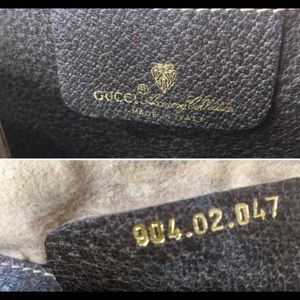 GUCCI ® Accessory Collection
MADE IN ITALY
904.02.047